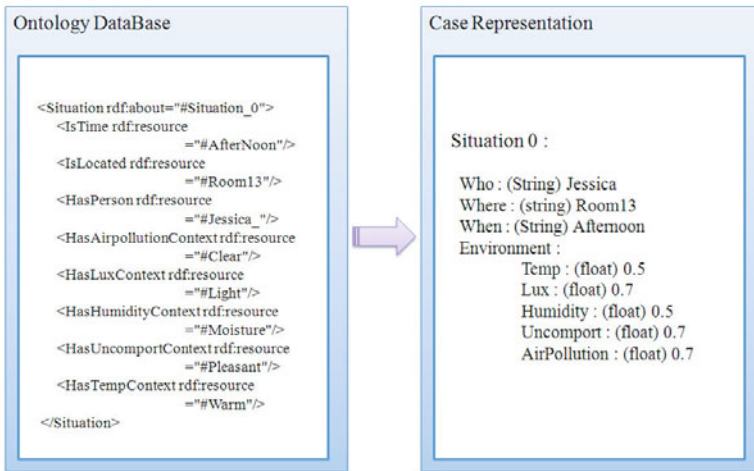 Ontology DataBase
<Situation rdf:about="#Situation_0">
<IsTime rdf:resource
="#AfterNoon"/>
<IsLocated rdf:resource
="#Room13"/>
<HasPerson rdf:resource
="#Jessica_"/>
<HasAirpollutionContext rdf:resource
="#Clear"/>
<HasLuxContext rdf:resource
="#Light"/>
<HasHumidityContext rdf:resource
="#Moisture"/>
<HasUncomportContext rdf:resource
="#Pleasant"/>
<HasTempContext rdf:resource
="#Warm"/>
</Situation>
Case Representation
Situation 0 :
Who : (String) Jessica
Where : (string) Room13
When : (String) Afternoon
Environment :
Temp : (float) 0.5
Lux : (float) 0.7
Humidity : (float) 0.5
Uncomport : (float) 0.7
AirPollution : (float) 0.7